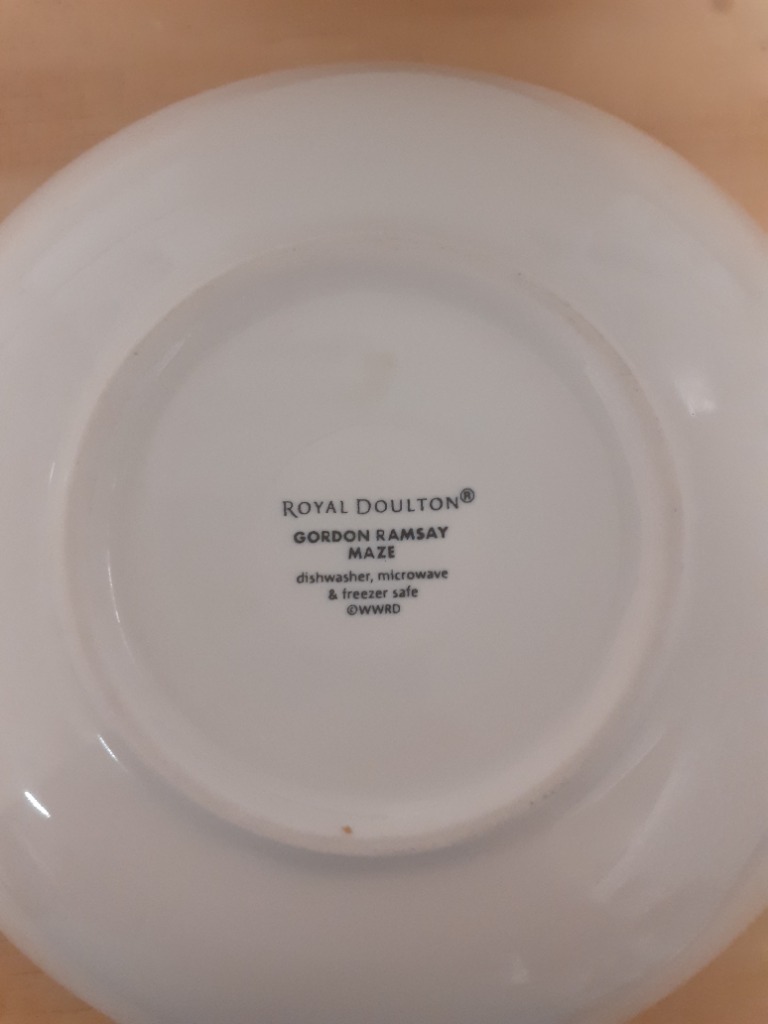 ROYAL DOULTON®
GORDON RAMSAY
MAZE
dishwasher, microwave
& freezer safe
©WWRD